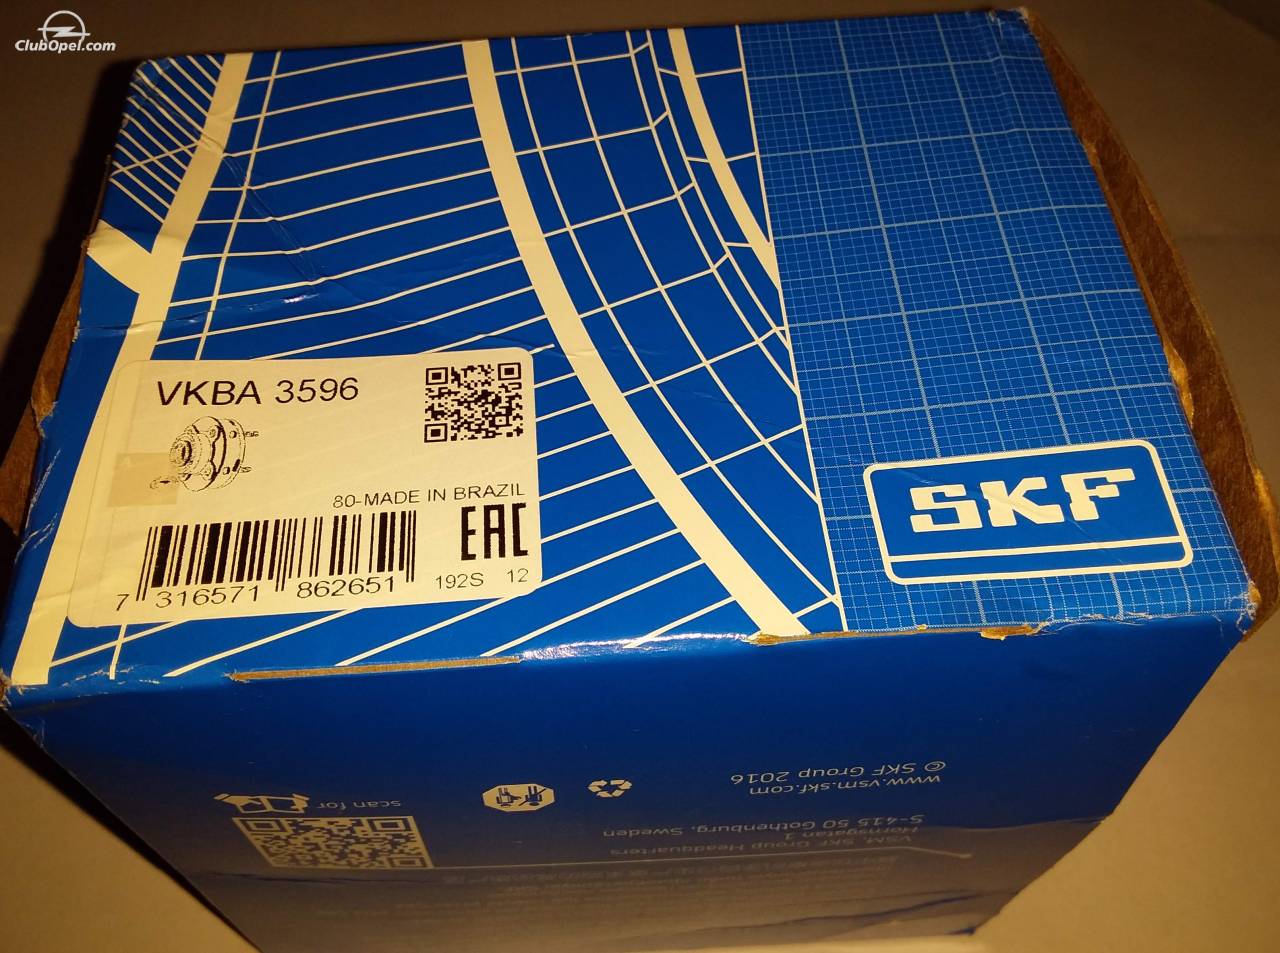 ClubOpel.com
VKBA 3596
80-MADE IN BRAZIL
EAC
7 316571 862651
192S 12
SKF
scan for
www.vsm.skf.com
© SKF Group 2016
VSM, SKF Group Headquarters
Hornsgatan 1
S-415 50 Gothenburg, Sweden